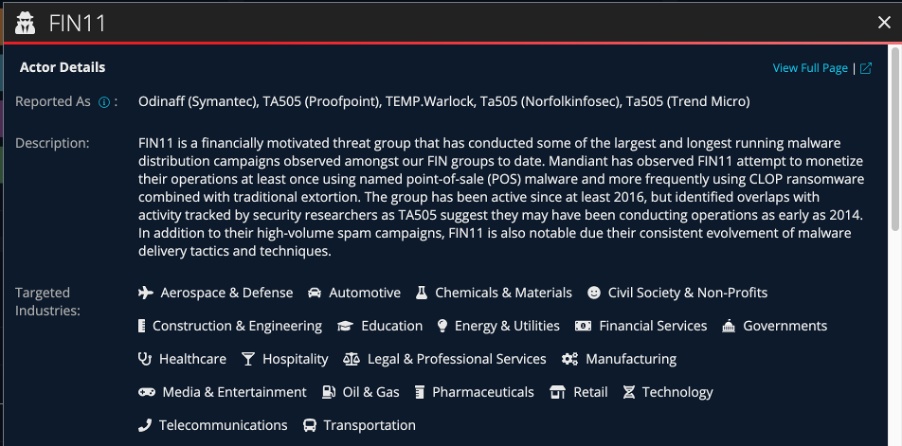 FIN11
Actor Details
View Full Page |
Reported As :
Odinaff (Symantec), TA505 (Proofpoint), TEMP.Warlock, Ta505 (Norfolkinfosec), Ta505 (Trend Micro)
Description:
FIN11 is a financially motivated threat group that has conducted some of the largest and longest running malware
distribution campaigns observed amongst our FIN groups to date. Mandiant has observed FIN11 attempt to monetize
their operations at least once using named point-of-sale (POS) malware and more frequently using CLOP ransomware
combined with traditional extortion. The group has been active since at least 2016, but identified overlaps with
activity tracked by security researchers as TA505 suggest they may have been conducting operations as early as 2014.
In addition to their high-volume spam campaigns, FIN11 is also notable due their consistent evolvement of malware
delivery tactics and techniques.
Targeted
Industries:
Aerospace & Defense Automotive Chemicals & Materials Civil Society & Non-Profits
Construction & Engineering Education Energy & Utilities Financial Services Governments
Healthcare Hospitality Legal & Professional Services Manufacturing
Media & Entertainment Oil & Gas Pharmaceuticals Retail Technology
Telecommunications Transportation